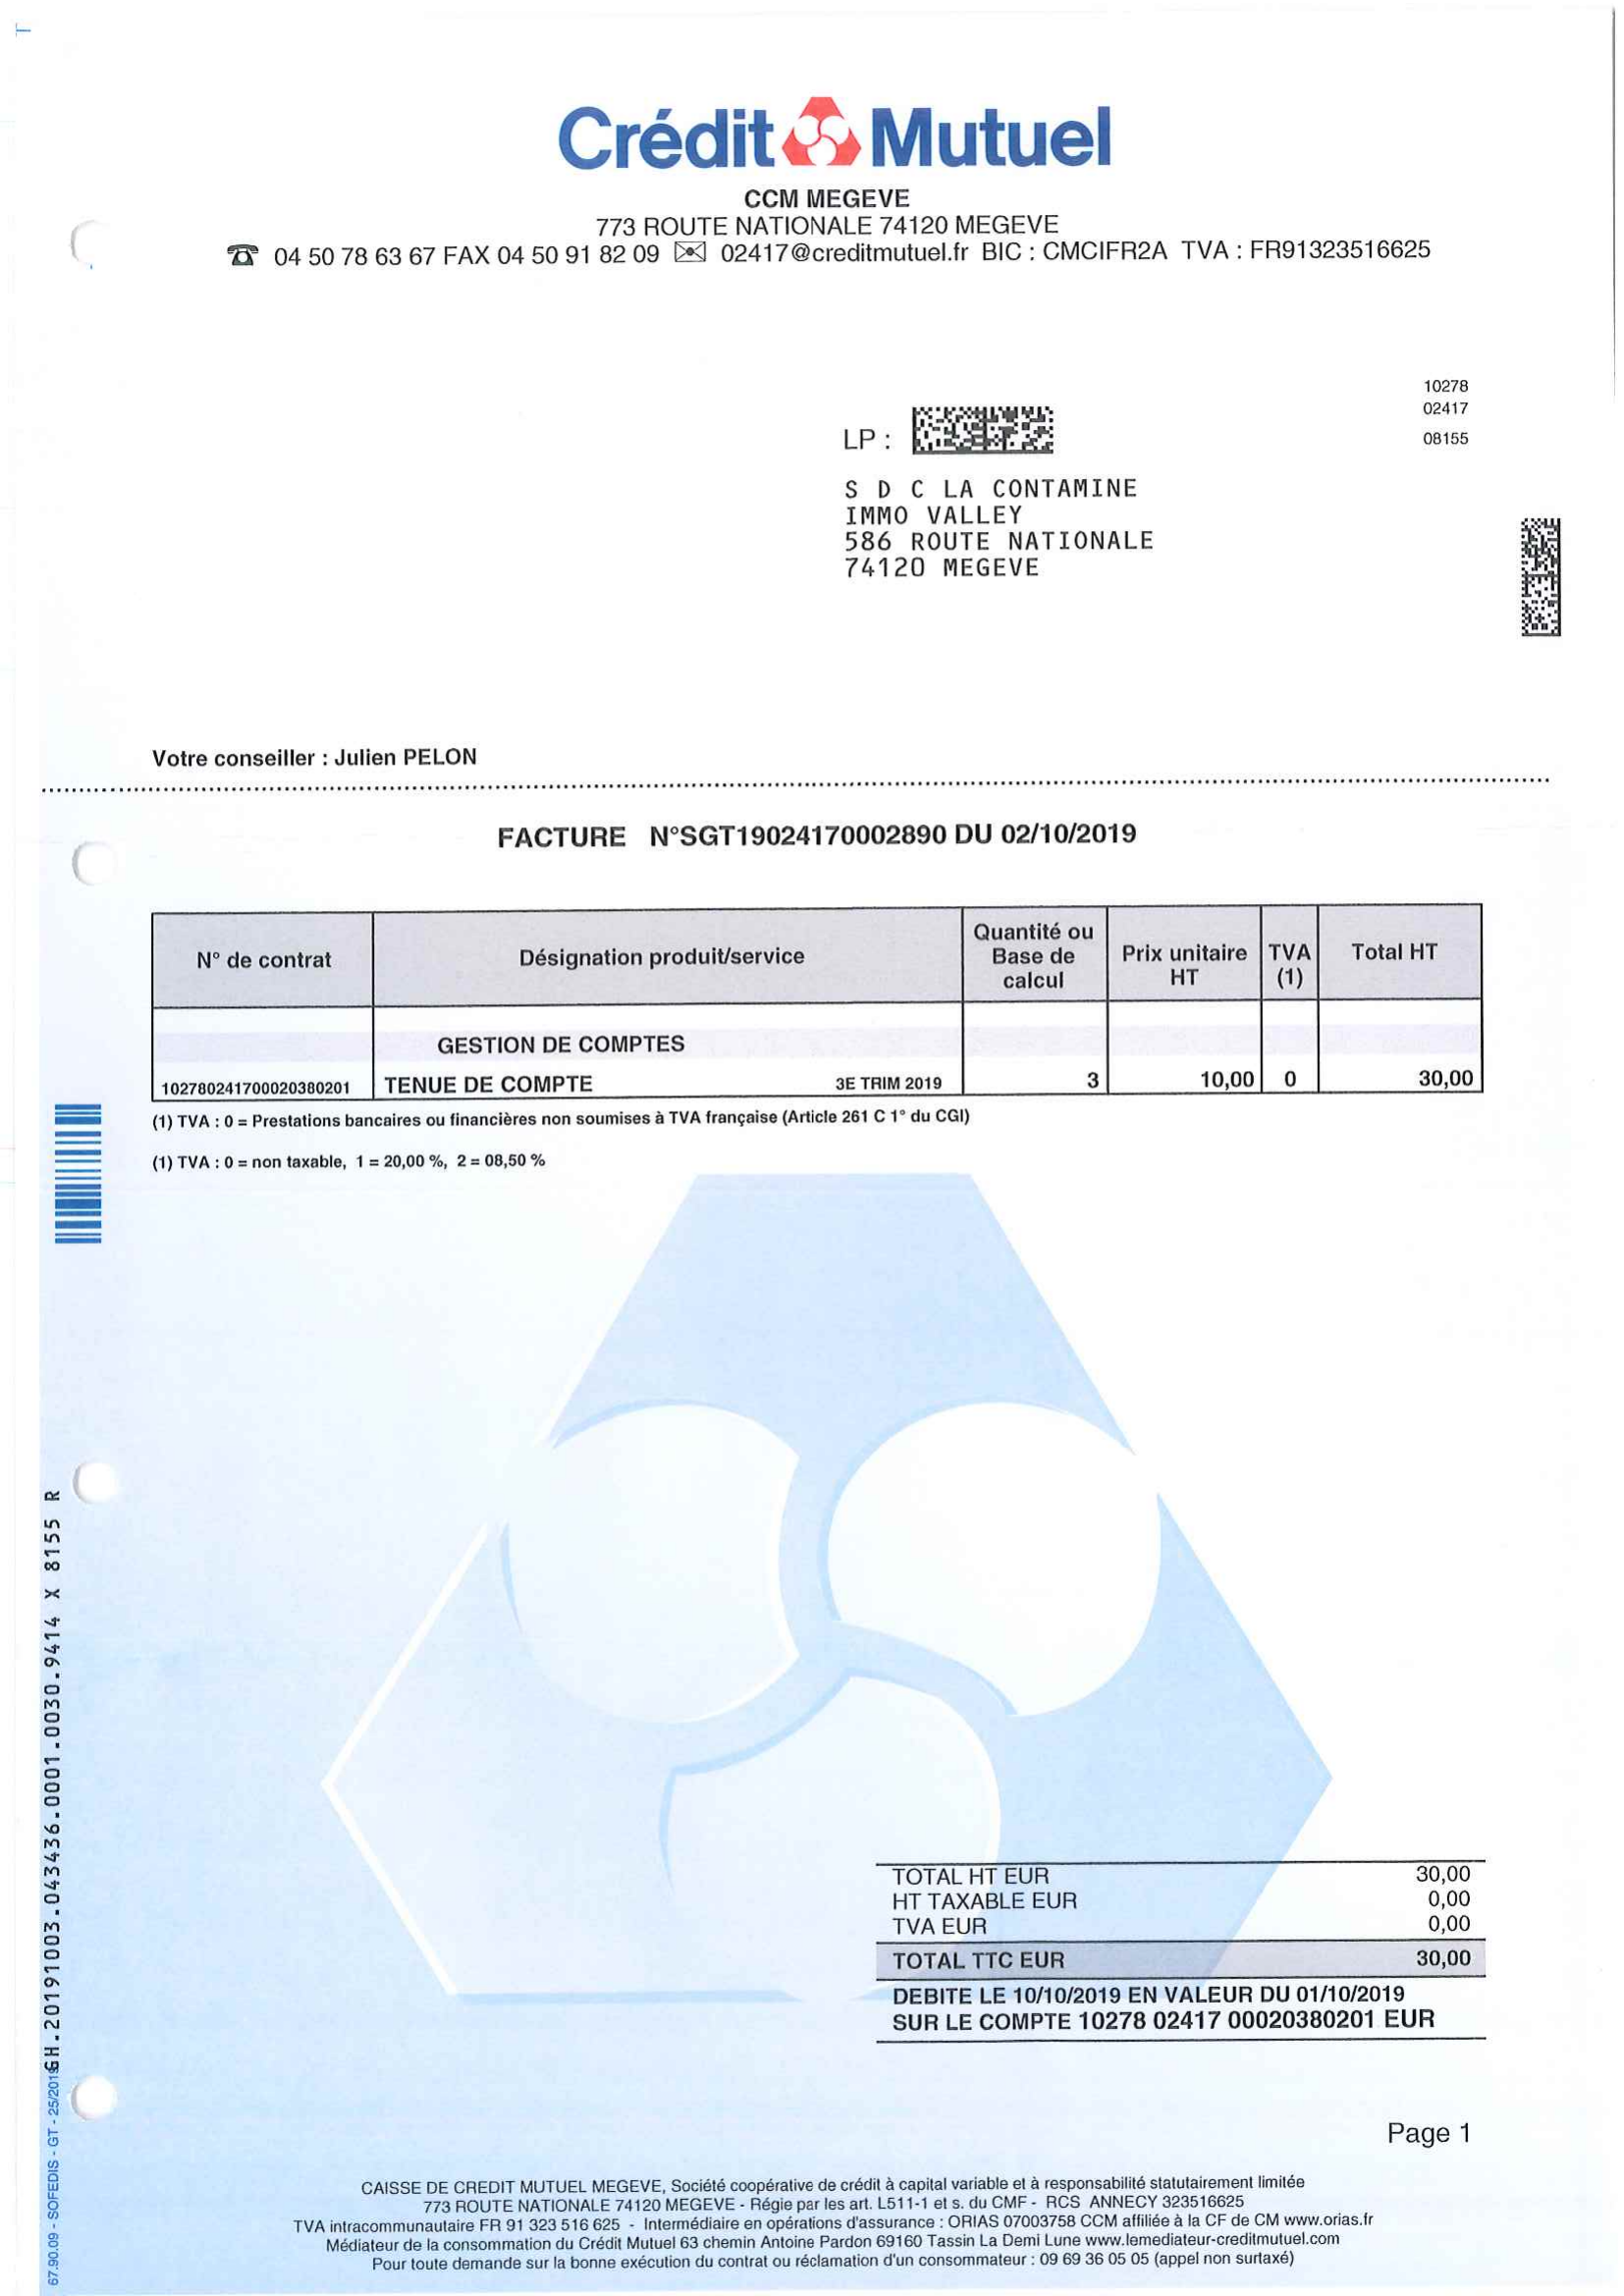 Crédit Mutuel
CCM MEGEVE
773 ROUTE NATIONALE 74120 MEGEVE
04 50 78 63 67 FAX 04 50 91 82 09 02417@creditmutuel.fr BIC : CMCIFR2A TVA : FR91323516625
10278
02417
08155
LP :
S D C LA CONTAMINE
IMMO VALLEY
586 ROUTE NATIONALE
74120 MEGEVE
Votre conseiller : Julien PELON
FACTURE N°SGT19024170002890 DU 02/10/2019
N° de contrat Désignation produit/service Quantité ou Base de calcul Prix unitaire HT TVA (1) Total HT
GESTION DE COMPTES
102780241700020380201 TENUE DE COMPTE 3E TRIM 2019 3 10,00 0 30,00
(1) TVA : 0 = Prestations bancaires ou financières non soumises à TVA française (Article 261 C 1° du CGI)
(1) TVA : 0 = non taxable, 1 = 20,00 %, 2 = 08,50 %
TOTAL HT EUR 30,00
HT TAXABLE EUR 0,00
TVA EUR 0,00
TOTAL TTC EUR 30,00
DEBITE LE 10/10/2019 EN VALEUR DU 01/10/2019
SUR LE COMPTE 10278 02417 00020380201 EUR
Page 1
CAISSE DE CREDIT MUTUEL MEGEVE, Société coopérative de crédit à capital variable et à responsabilité statutairement limitée
773 ROUTE NATIONALE 74120 MEGEVE - Régie par les art. L511-1 et s. du CMF - RCS ANNECY 323516625
TVA intracommunautaire FR 91 323 516 625 - Intermédiaire en opérations d'assurance : ORIAS 07003758 CCM affiliée à la CF de CM www.orias.fr
Médiateur de la consommation du Crédit Mutuel 63 chemin Antoine Pardon 69160 Tassin La Demi Lune www.lemediateur-creditmutuel.com
Pour toute demande sur la bonne exécution du contrat ou réclamation d'un consommateur : 09 69 36 05 05 (appel non surtaxé)
67.90.09 - SOFEDIS - GT - 25/2019
GH.20191003.043436.0001.0030.9414 X 8155 R